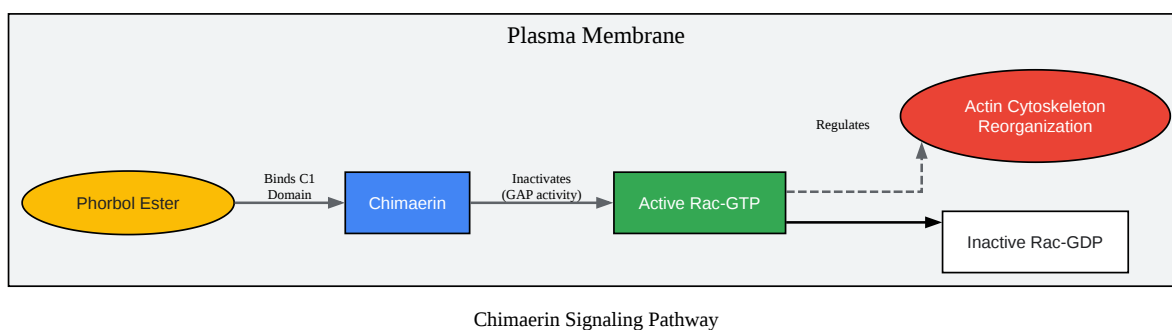 Plasma Membrane
Phorbol Ester
Binds C1
Domain
Chimaerin
Inactivates
(GAP activity)
Active Rac-GTP
Regulates
Actin Cytoskeleton
Reorganization
Inactive Rac-GDP
Chimaerin Signaling Pathway